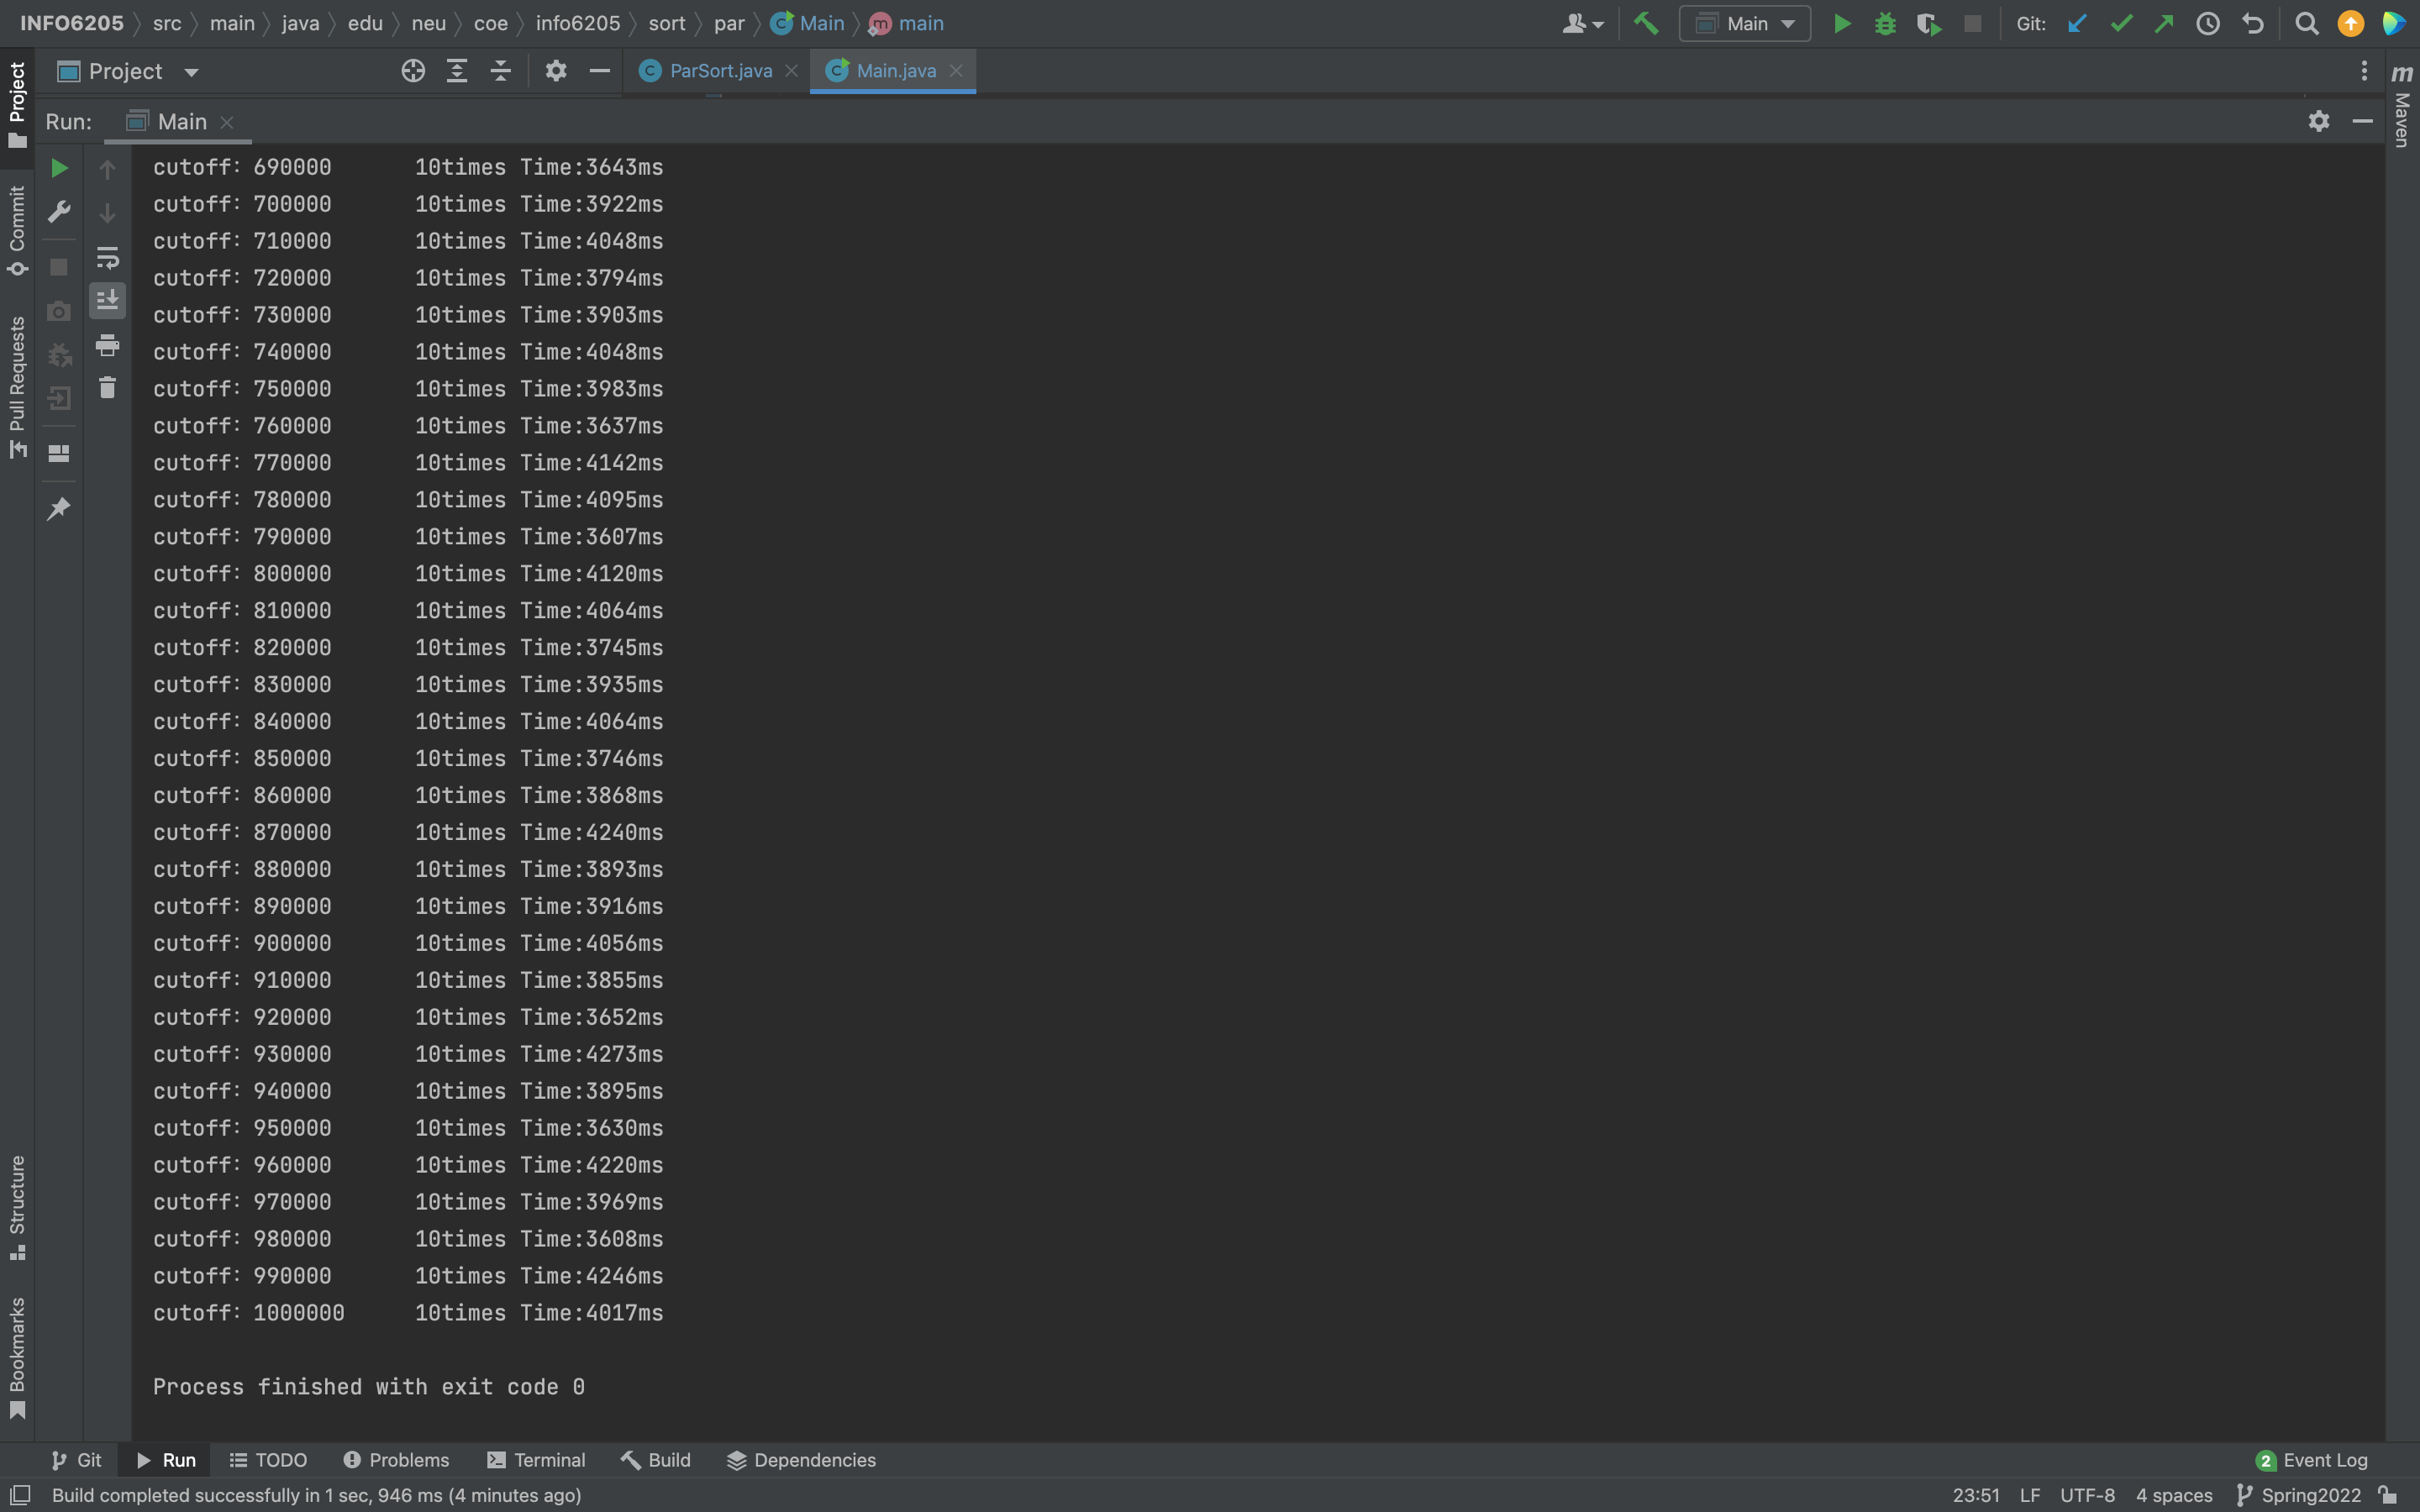 INFO6205 src main java edu neu coe info6205 sort par Main main Main Git:
Project ParSort.java Main.java
Run: Main
cutoff: 690000 10times Time:3643ms
cutoff: 700000 10times Time:3922ms
cutoff: 710000 10times Time:4048ms
cutoff: 720000 10times Time:3794ms
cutoff: 730000 10times Time:3903ms
cutoff: 740000 10times Time:4048ms
cutoff: 750000 10times Time:3983ms
cutoff: 760000 10times Time:3637ms
cutoff: 770000 10times Time:4142ms
cutoff: 780000 10times Time:4095ms
cutoff: 790000 10times Time:3607ms
cutoff: 800000 10times Time:4120ms
cutoff: 810000 10times Time:4064ms
cutoff: 820000 10times Time:3745ms
cutoff: 830000 10times Time:3935ms
cutoff: 840000 10times Time:4064ms
cutoff: 850000 10times Time:3746ms
cutoff: 860000 10times Time:3868ms
cutoff: 870000 10times Time:4240ms
cutoff: 880000 10times Time:3893ms
cutoff: 890000 10times Time:3916ms
cutoff: 900000 10times Time:4056ms
cutoff: 910000 10times Time:3855ms
cutoff: 920000 10times Time:3652ms
cutoff: 930000 10times Time:4273ms
cutoff: 940000 10times Time:3895ms
cutoff: 950000 10times Time:3630ms
cutoff: 960000 10times Time:4220ms
cutoff: 970000 10times Time:3969ms
cutoff: 980000 10times Time:3608ms
cutoff: 990000 10times Time:4246ms
cutoff: 1000000 10times Time:4017ms
Process finished with exit code 0
Project
Commit
Pull Requests
Structure
Bookmarks
Maven
Git Run TODO Problems Terminal Build Dependencies 2 Event Log
Build completed successfully in 1 sec, 946 ms (4 minutes ago) 23:51 LF UTF-8 4 spaces Spring2022